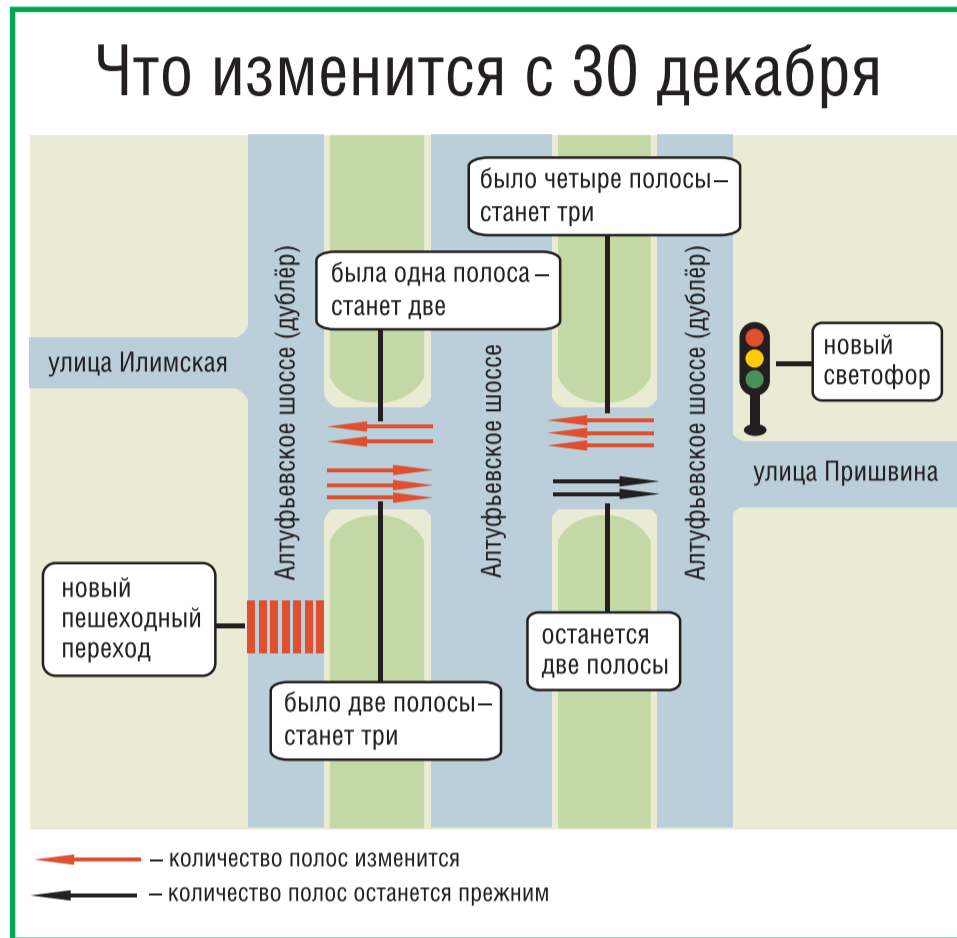 Что изменится с 30 декабря
было четыре полосы –
станет три
была одна полоса –
станет две
улица Илимская
Алтуфьевское шоссе (дублёр)
Алтуфьевское шоссе
Алтуфьевское шоссе (дублёр)
новый
светофор
улица Пришвина
новый
пешеходный
переход
останется
две полосы
было две полосы –
станет три
– количество полос изменится
– количество полос останется прежним